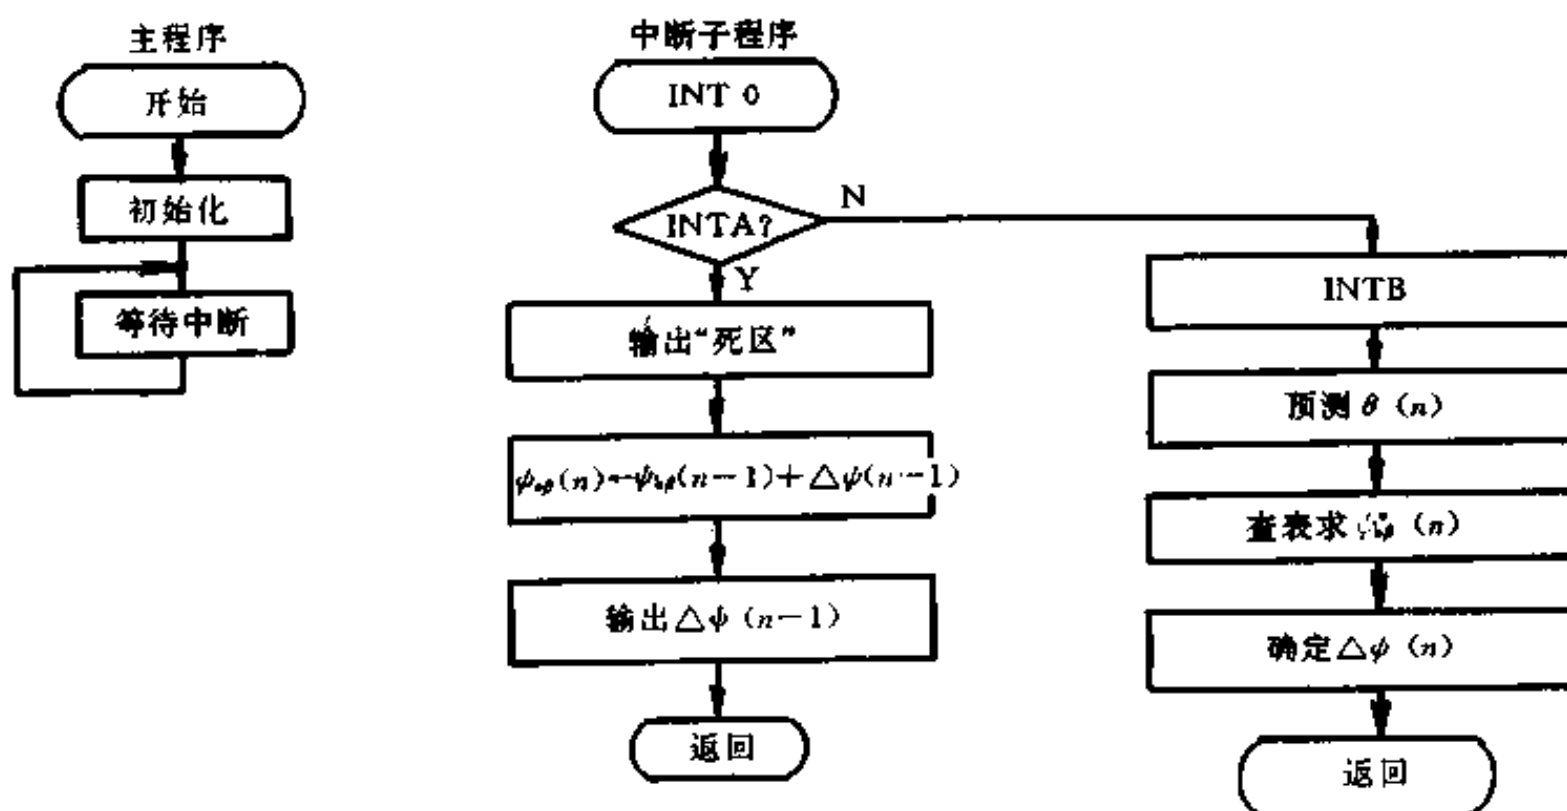 主程序
开始
初始化
等待中断
中断子程序
INT 0
INTA?
N
Y
输出“死区”
(n)←(n-1)+△ψ(n-1)
输出△ψ(n-1)
返回
INTB
预测θ(n)
查表求 (n)
确定△ψ(n)
返回